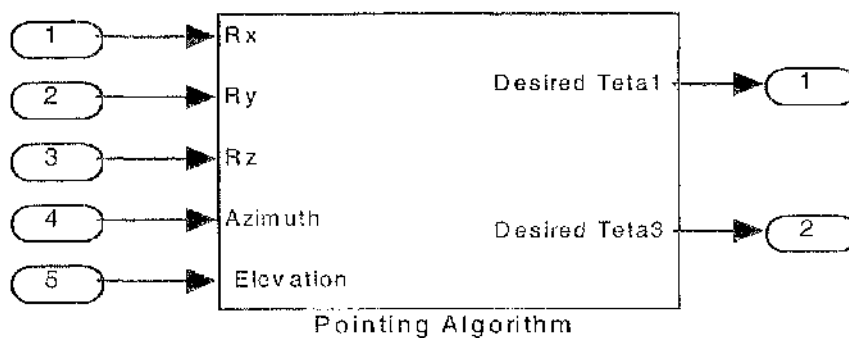 1 Rx
2 Ry
3 Rz
4 Azimuth
5 Elevation
Desired Teta1 1
Desired Teta3 2
Pointing Algorithm